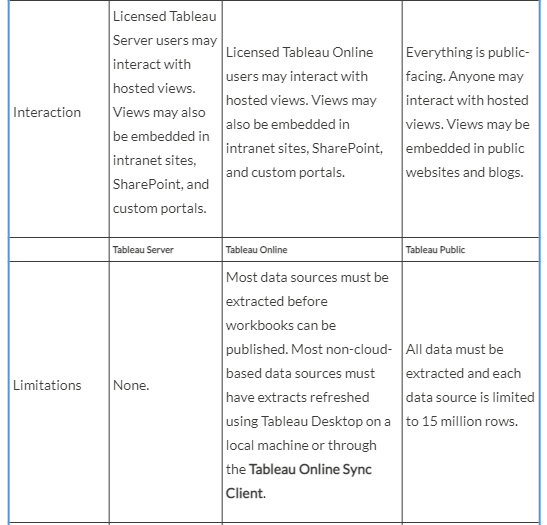 Interaction
Licensed Tableau
Server users may
interact with
hosted views.
Views may also
be embedded in
intranet sites,
SharePoint, and
custom portals.
Licensed Tableau Online
users may interact with
hosted views. Views may
also be embedded in
intranet sites, SharePoint,
and custom portals.
Everything is public-
facing. Anyone may
interact with hosted
views. Views may be
embedded in public
websites and blogs.
Tableau Server
Tableau Online
Tableau Public
Limitations
None.
Most data sources must be
extracted before
workbooks can be
published. Most non-cloud-
based data sources must
have extracts refreshed
using Tableau Desktop on a
local machine or through
the Tableau Online Sync
Client.
All data must be
extracted and each
data source is limited
to 15 million rows.